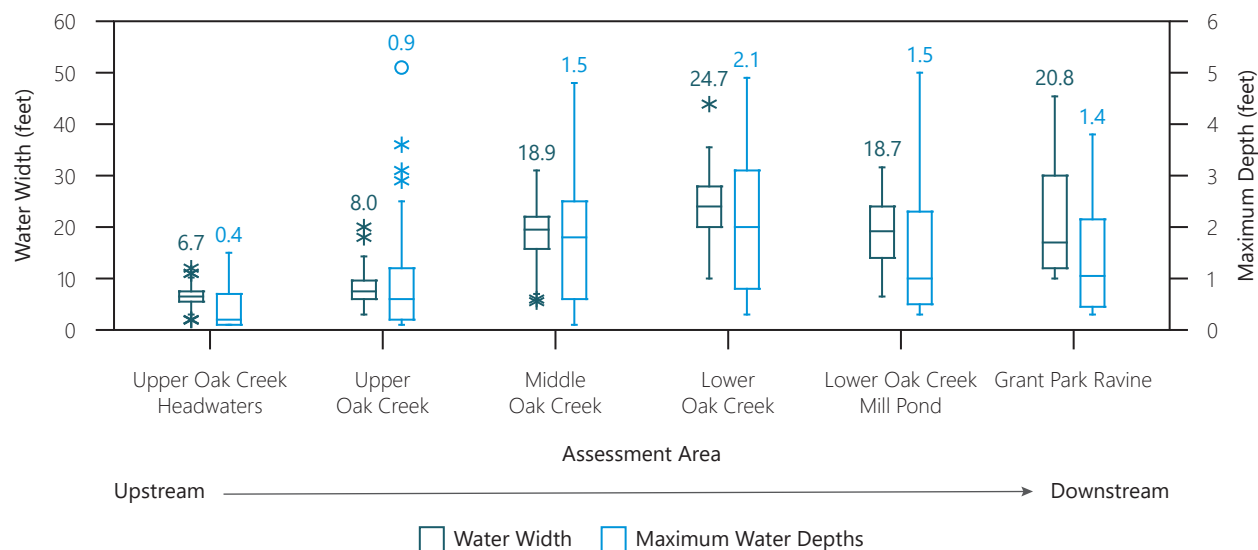 60
50
40
30
20
10
0
Water Width (feet)
6
5
4
3
2
1
0
Maximum Depth (feet)
6.7
0.4
8.0
0.9
18.9
1.5
24.7
2.1
18.7
1.5
20.8
1.4
Upper Oak Creek
Headwaters
Upper
Oak Creek
Middle
Oak Creek
Lower
Oak Creek
Lower Oak Creek
Mill Pond
Grant Park Ravine
Assessment Area
Upstream
Downstream
Water Width
Maximum Water Depths